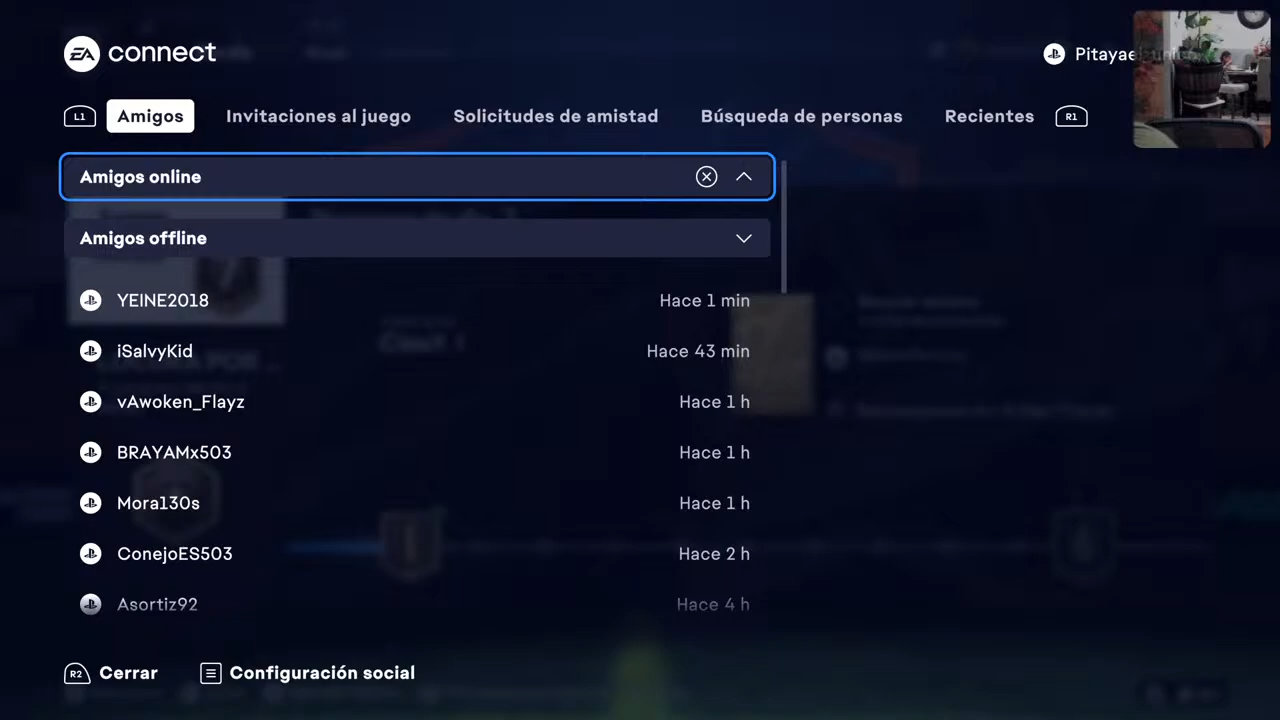 EA connect
Pitayae
L1 Amigos Invitaciones al juego Solicitudes de amistad Búsqueda de personas Recientes R1
Amigos online
Amigos offline
YEINE2018 Hace 1 min
iSalvyKid Hace 43 min
vAwoken_Flayz Hace 1 h
BRAYAMx503 Hace 1 h
Mora130s Hace 1 h
ConejoES503 Hace 2 h
Asortiz92 Hace 4 h
R2 Cerrar Configuración social